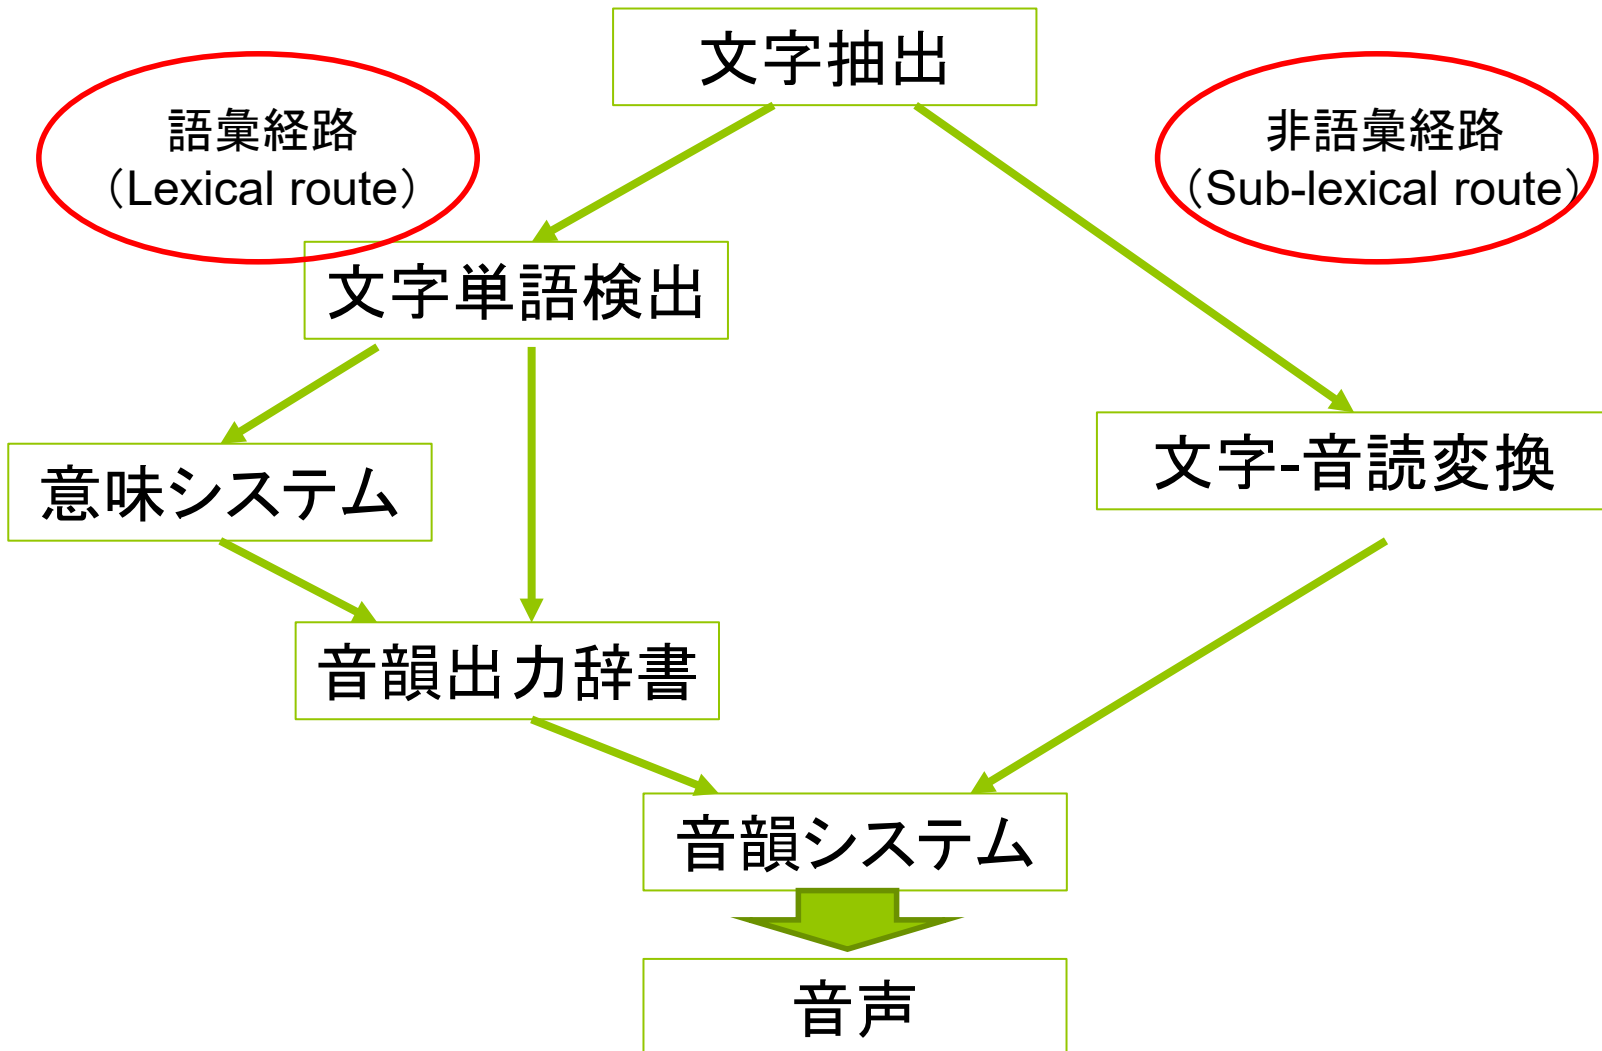 文字抽出
語彙経路
（Lexical route）
非語彙経路
（Sub-lexical route）
文字単語検出
意味システム
文字-音読変換
音韻出力辞書
音韻システム
音声